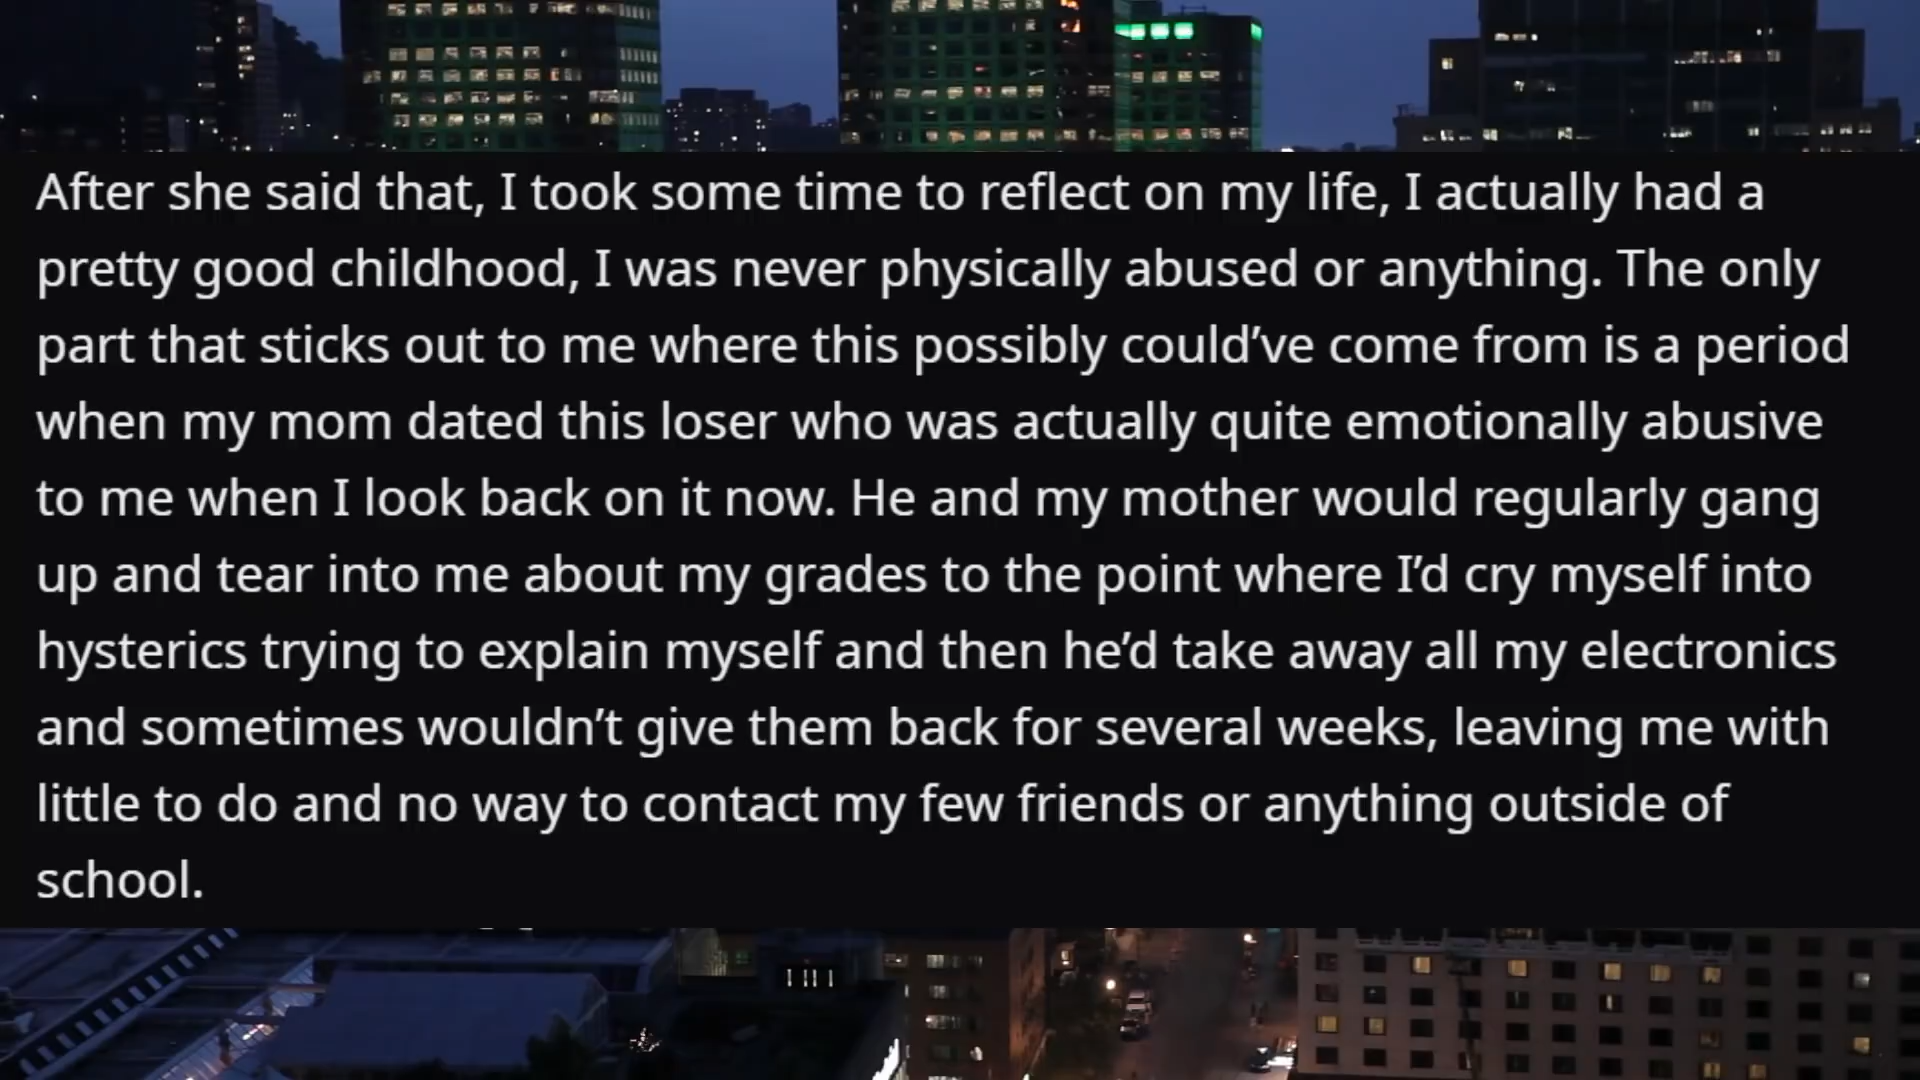 After she said that, I took some time to reflect on my life, I actually had a
pretty good childhood, I was never physically abused or anything. The only
part that sticks out to me where this possibly could’ve come from is a period
when my mom dated this loser who was actually quite emotionally abusive
to me when I look back on it now. He and my mother would regularly gang
up and tear into me about my grades to the point where I’d cry myself into
hysterics trying to explain myself and then he’d take away all my electronics
and sometimes wouldn’t give them back for several weeks, leaving me with
little to do and no way to contact my few friends or anything outside of
school.